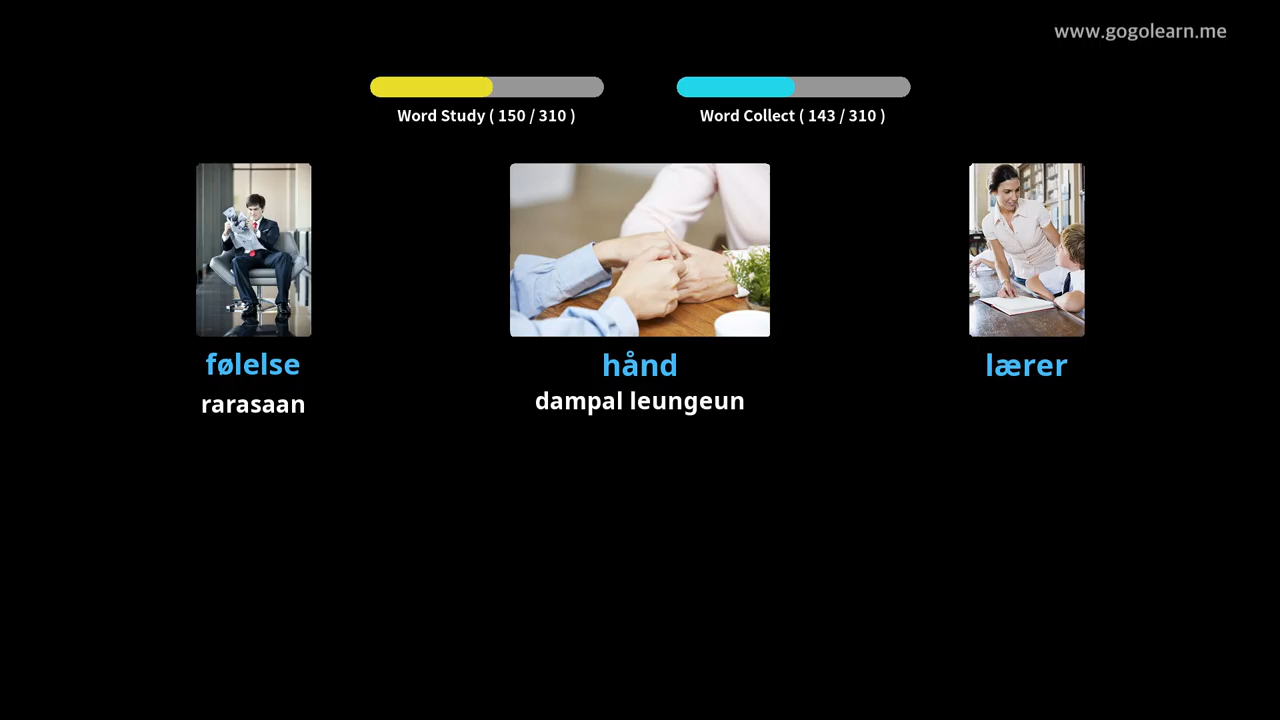 www.gogolearn.me
Word Study ( 150 / 310 )
Word Collect ( 143 / 310 )
følelse
hånd
lærer
rarasaan
dampal leungeun